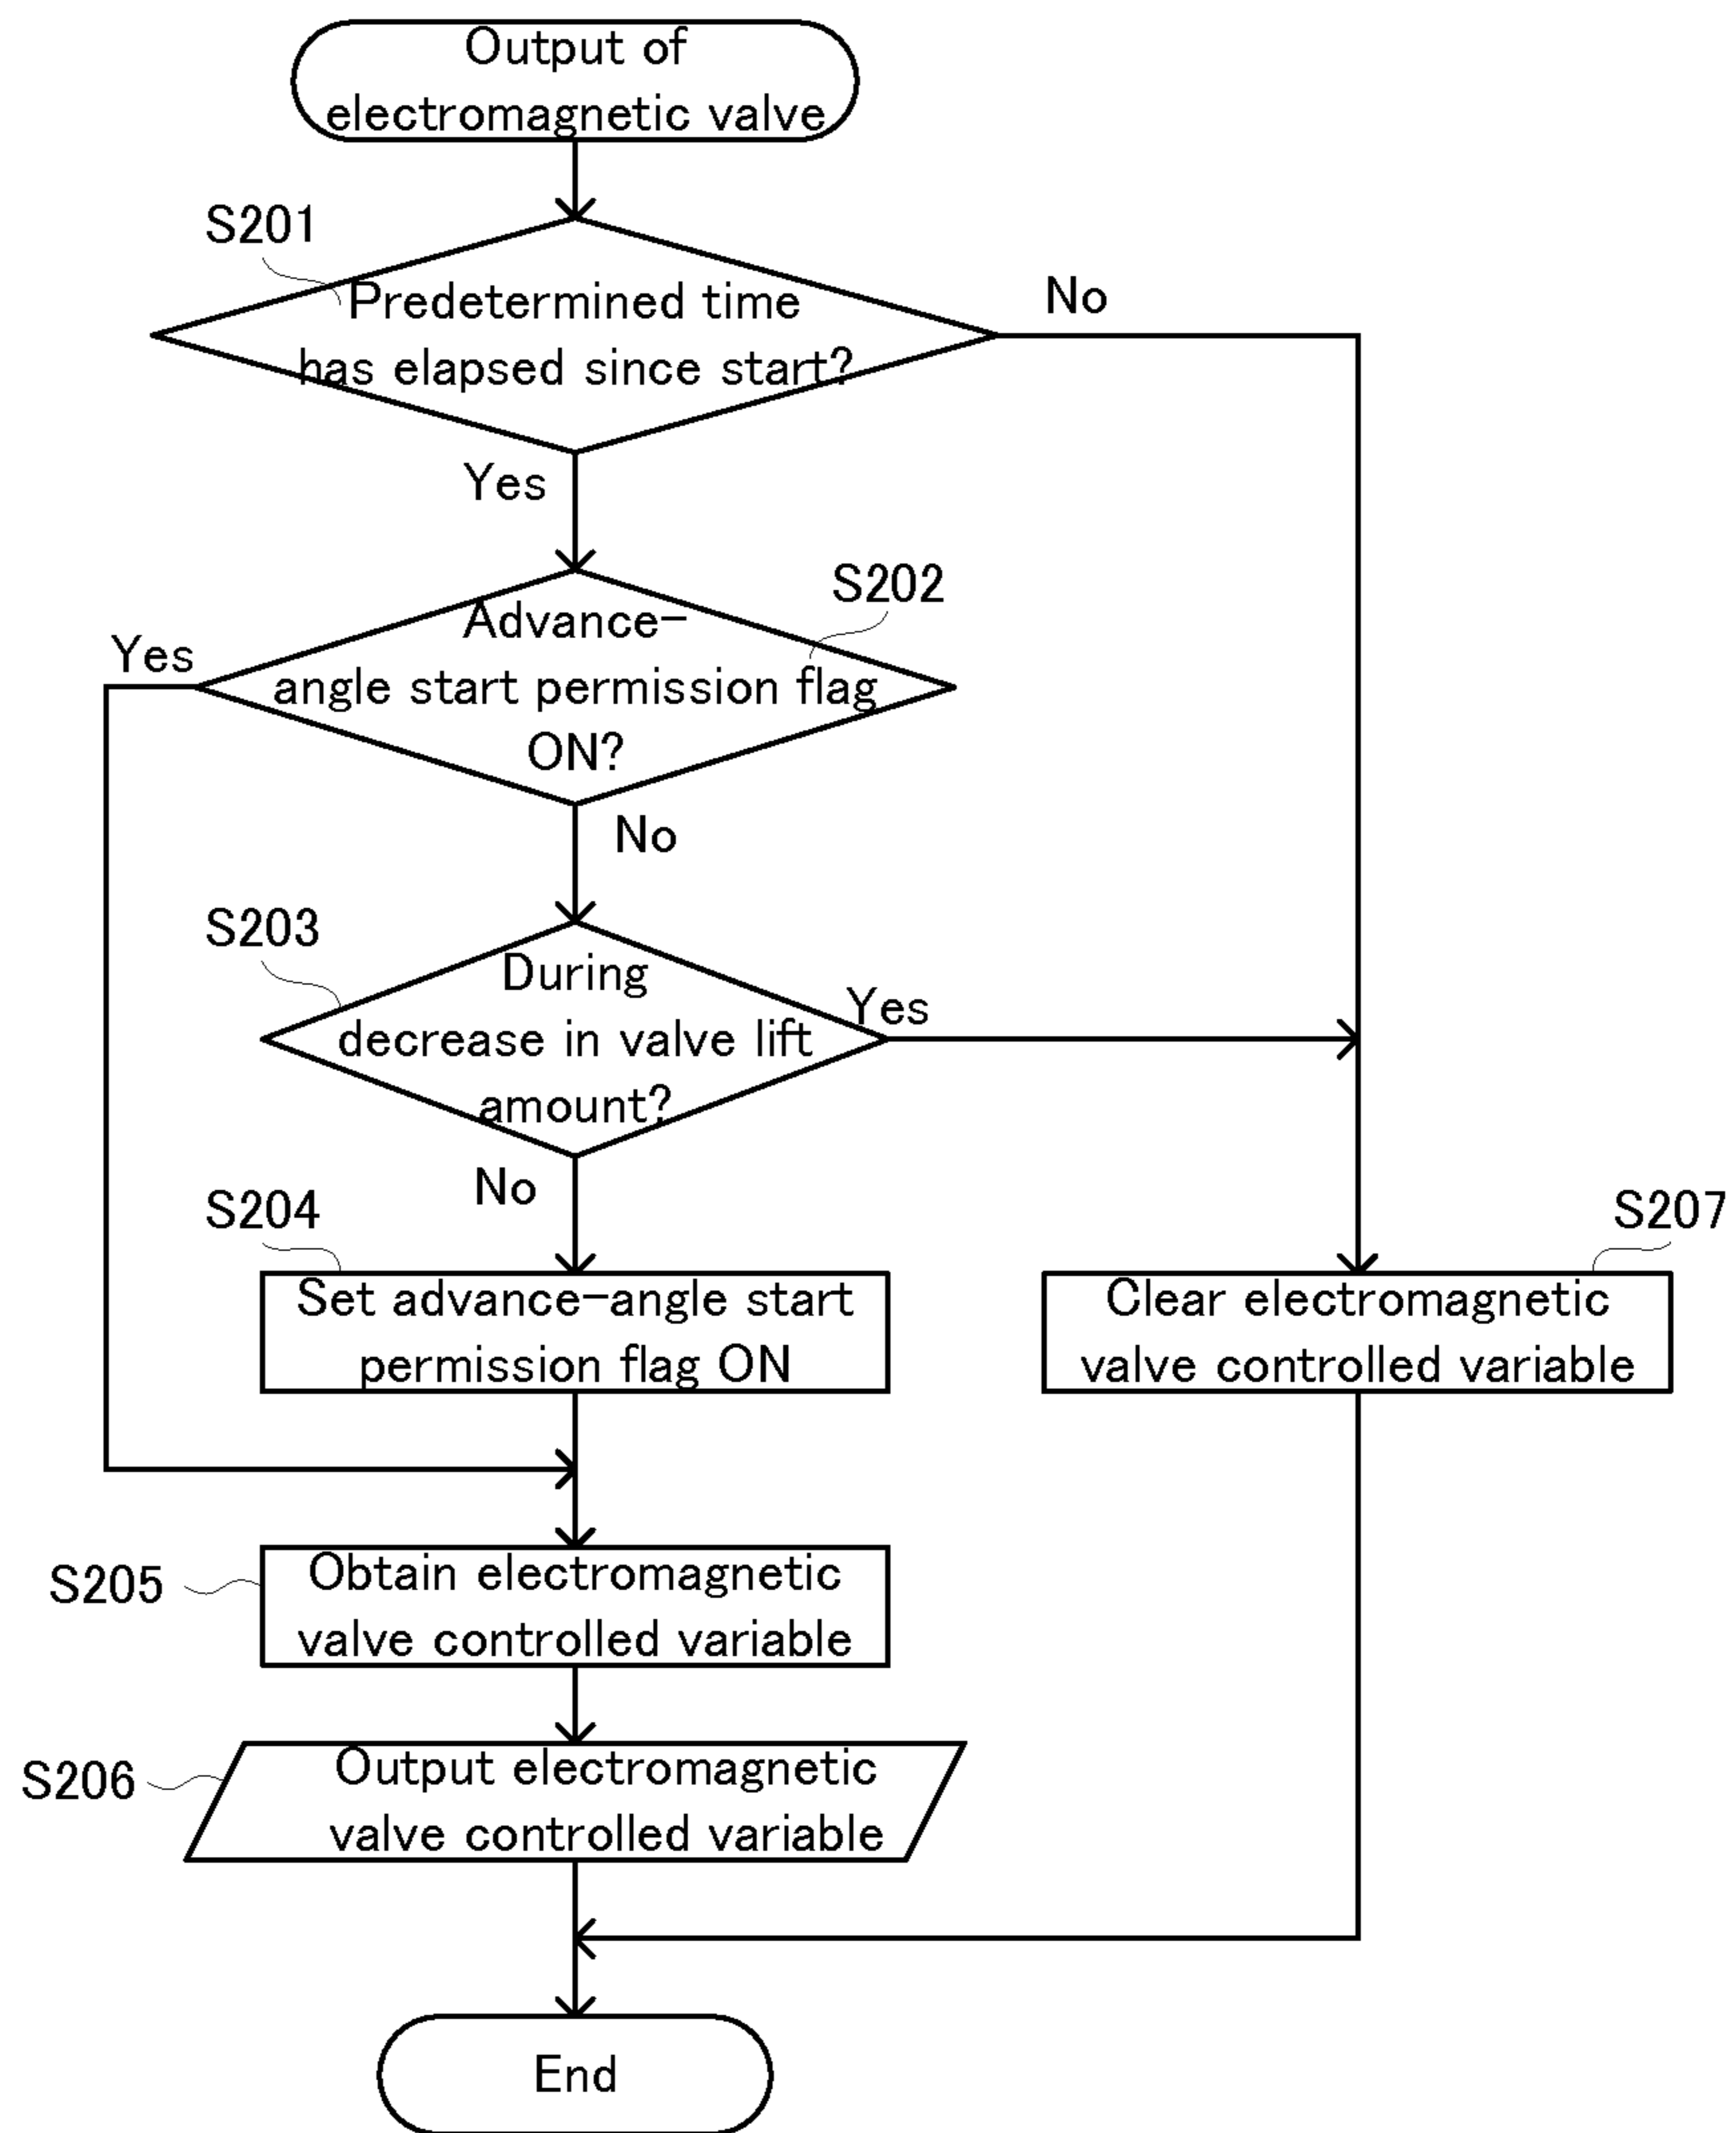 Output of
electromagnetic valve
S201
Predetermined time
has elapsed since start?
No
Yes
S202
Advance-
angle start permission flag
ON?
Yes
No
S203
During
decrease in valve lift
amount?
Yes
No
S204
Set advance-angle start
permission flag ON
S207
Clear electromagnetic
valve controlled variable
S205
Obtain electromagnetic
valve controlled variable
S206
Output electromagnetic
valve controlled variable
End